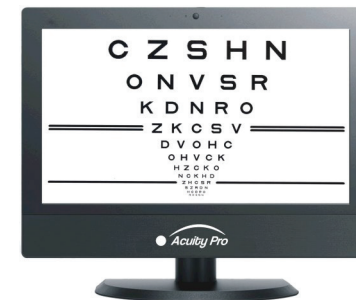 C Z S H N
O N V S R
K D N R O
Z K C S V
D V O H C
O H V C K
H Z C K O
N C K H D
Z H C S R
Acuity Pro